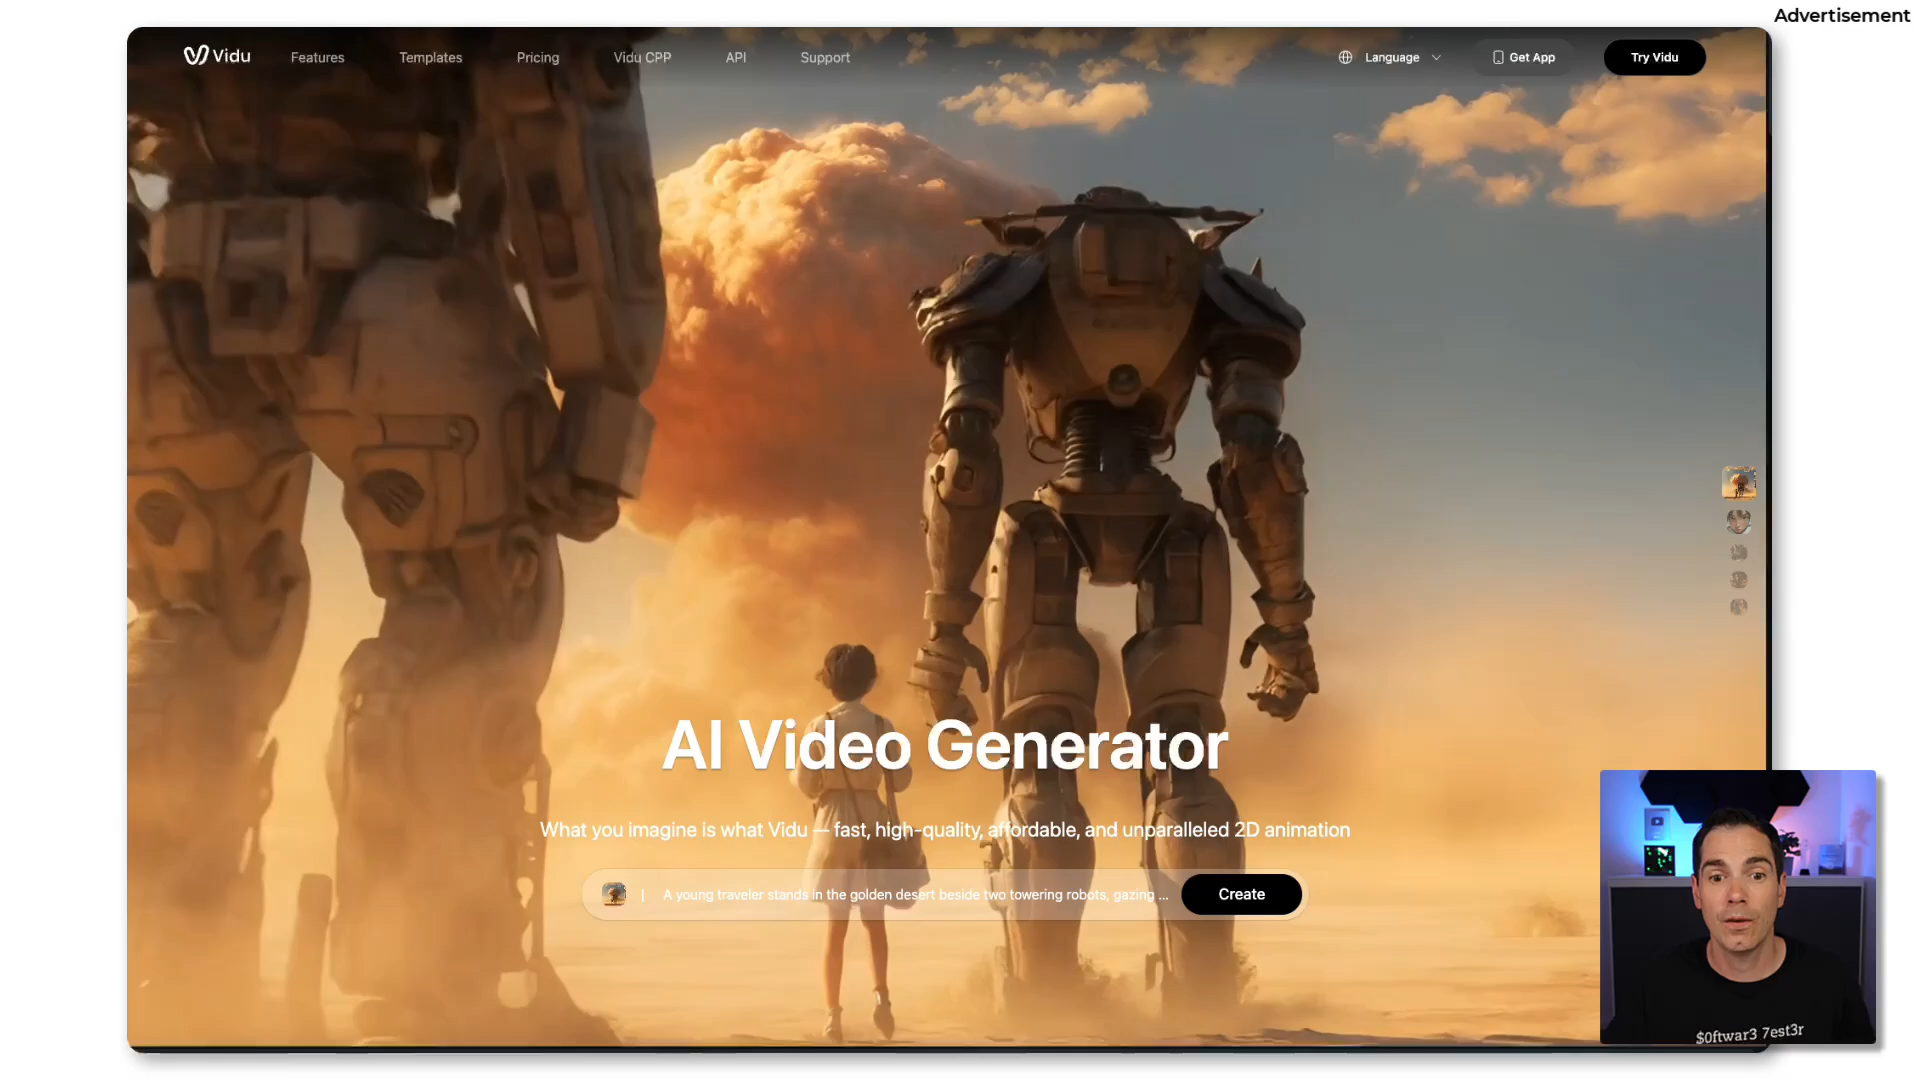 Advertisement
Vidu
Features
Templates
Pricing
Vidu CPP
API
Support
Language
Get App
Try Vidu
AI Video Generator
What you imagine is what Vidu — fast, high-quality, affordable, and unparalleled 2D animation
| A young traveler stands in the golden desert beside two towering robots, gazing ...
Create
$0ftwar3 7est3r